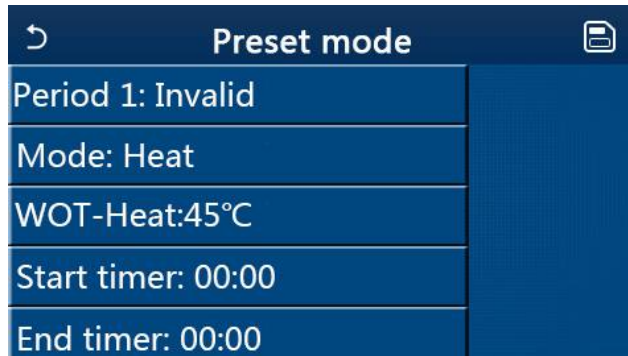 Preset mode
Period 1: Invalid
Mode: Heat
WOT-Heat:45℃
Start timer: 00:00
End timer: 00:00